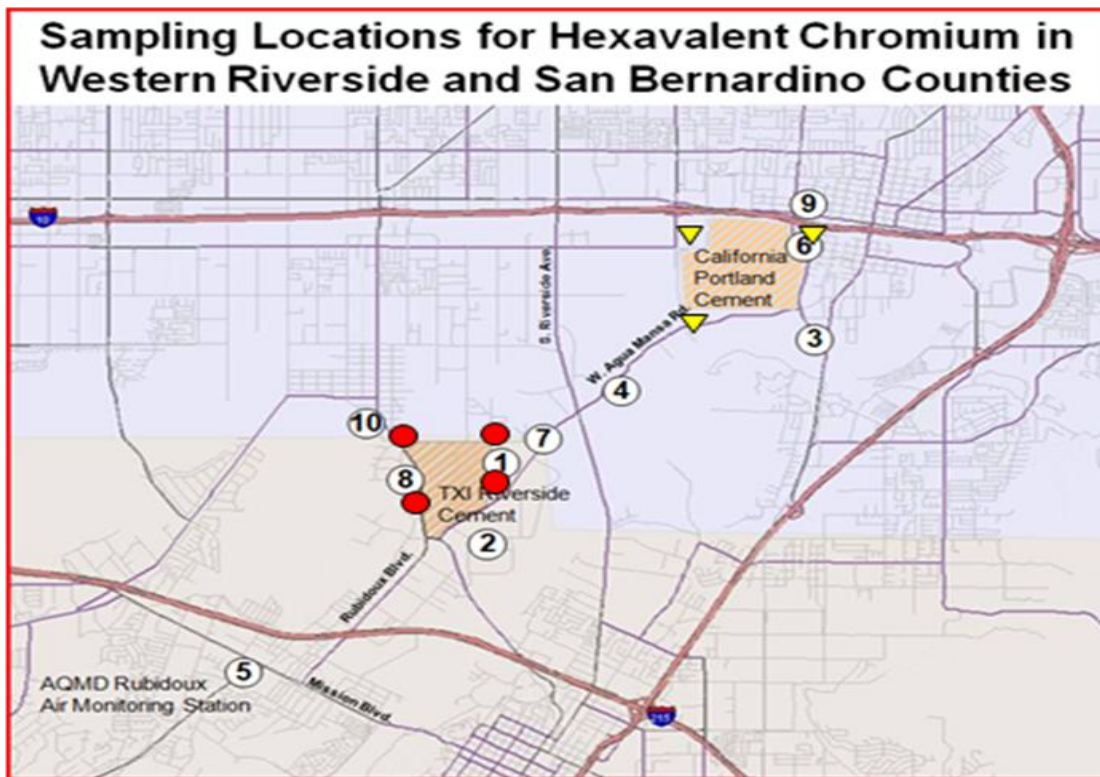 Sampling Locations for Hexavalent Chromium in
Western Riverside and San Bernardino Counties
10
9
6
California
Portland
Cement
S. Riverside Ave.
W. Agua Mansa Rd.
3
4
10
7
1
8
TXI Riverside
Cement
2
Rubidoux Blvd.
5
AQMD Rubidoux
Air Monitoring Station
Mission Blvd.
215